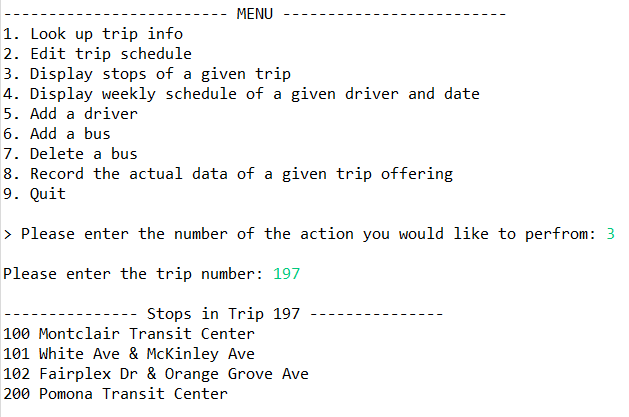 ------------------------- MENU -------------------------
1. Look up trip info
2. Edit trip schedule
3. Display stops of a given trip
4. Display weekly schedule of a given driver and date
5. Add a driver
6. Add a bus
7. Delete a bus
8. Record the actual data of a given trip offering
9. Quit
> Please enter the number of the action you would like to perfrom: 3
Please enter the trip number: 197
--------------- Stops in Trip 197 ---------------
100 Montclair Transit Center
101 White Ave & McKinley Ave
102 Fairplex Dr & Orange Grove Ave
200 Pomona Transit Center